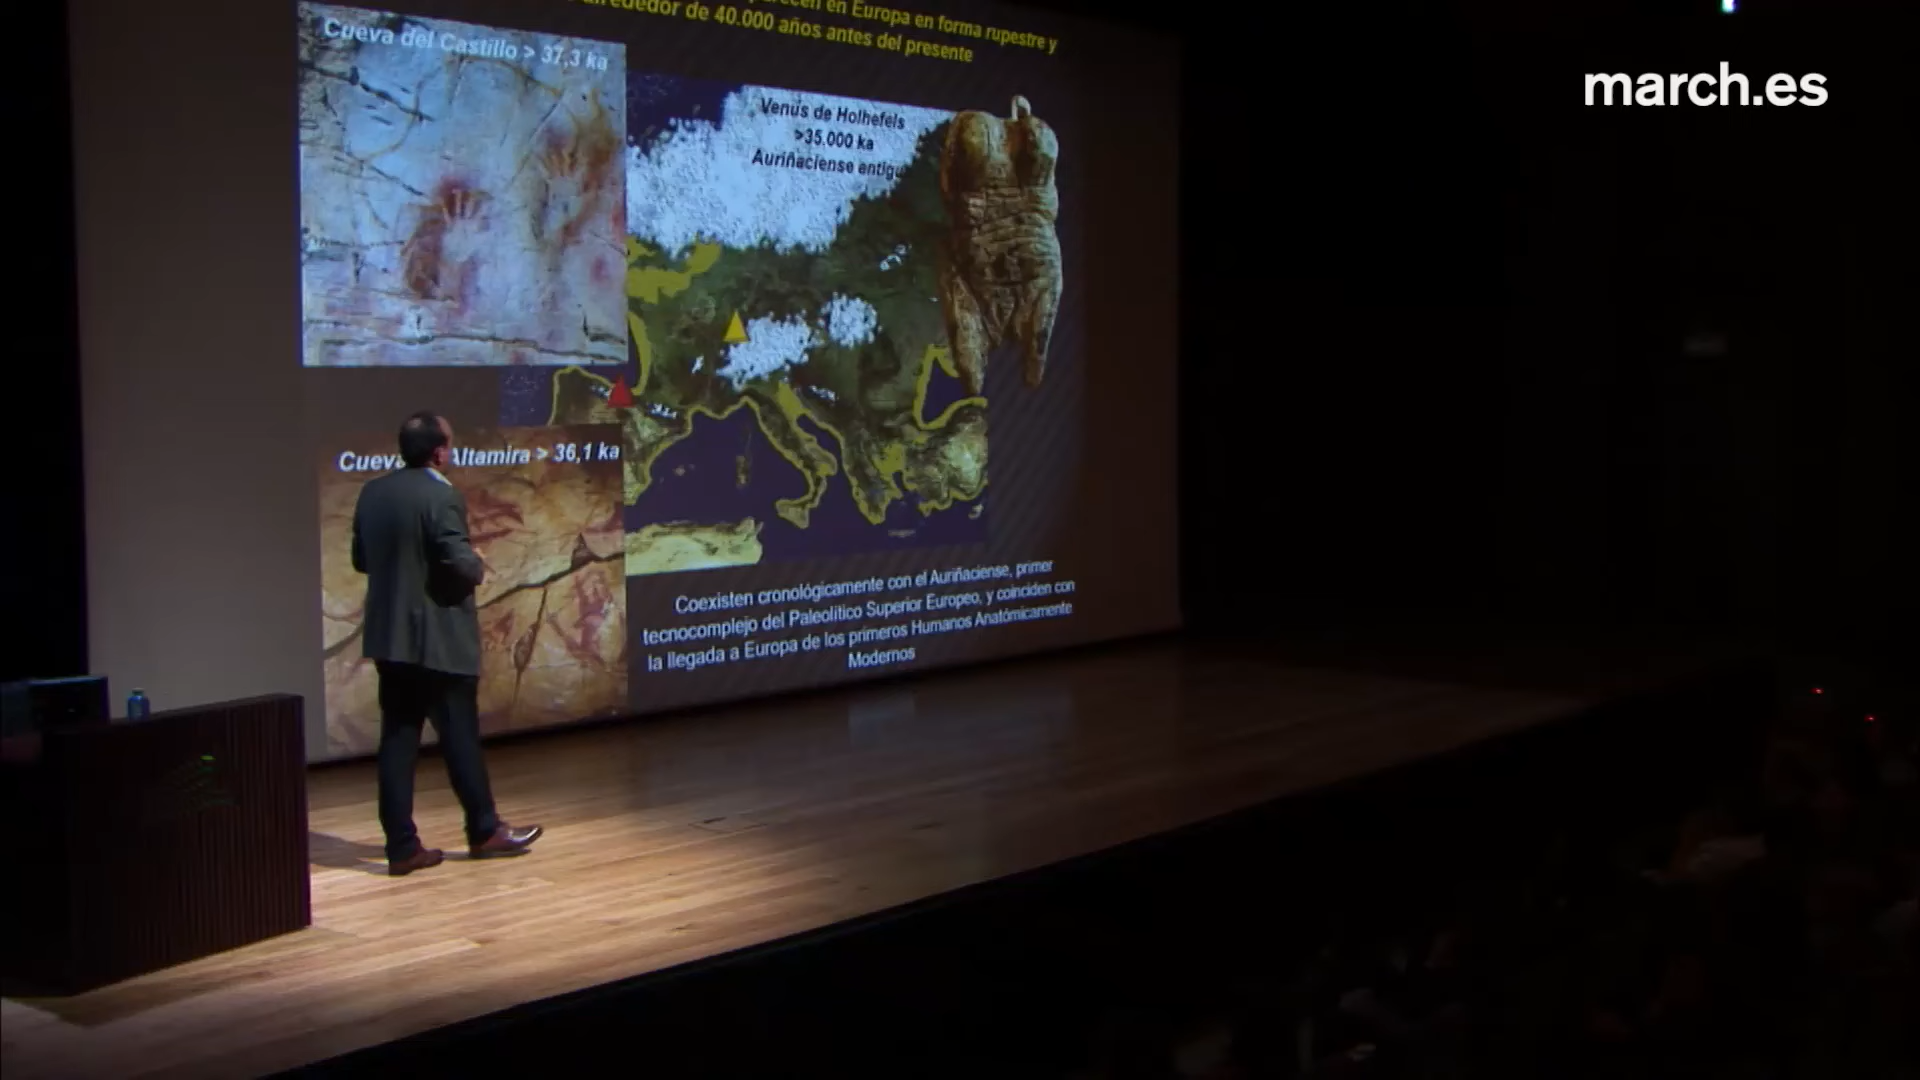 en Europa en forma rupestre y
alrededor de 40.000 años antes del presente
march.es
Cueva del Castillo > 37,3 ka
Venus de Holhefels
>35.000 ka
Auriñaciense antigu
Cueva Altamira > 36,1 ka
Coexisten cronológicamente con el Auriñaciense, primer
tecnocomplejo del Paleolítico Superior Europeo, y coinciden con
la llegada a Europa de los primeros Humanos Anatómicamente
Modernos